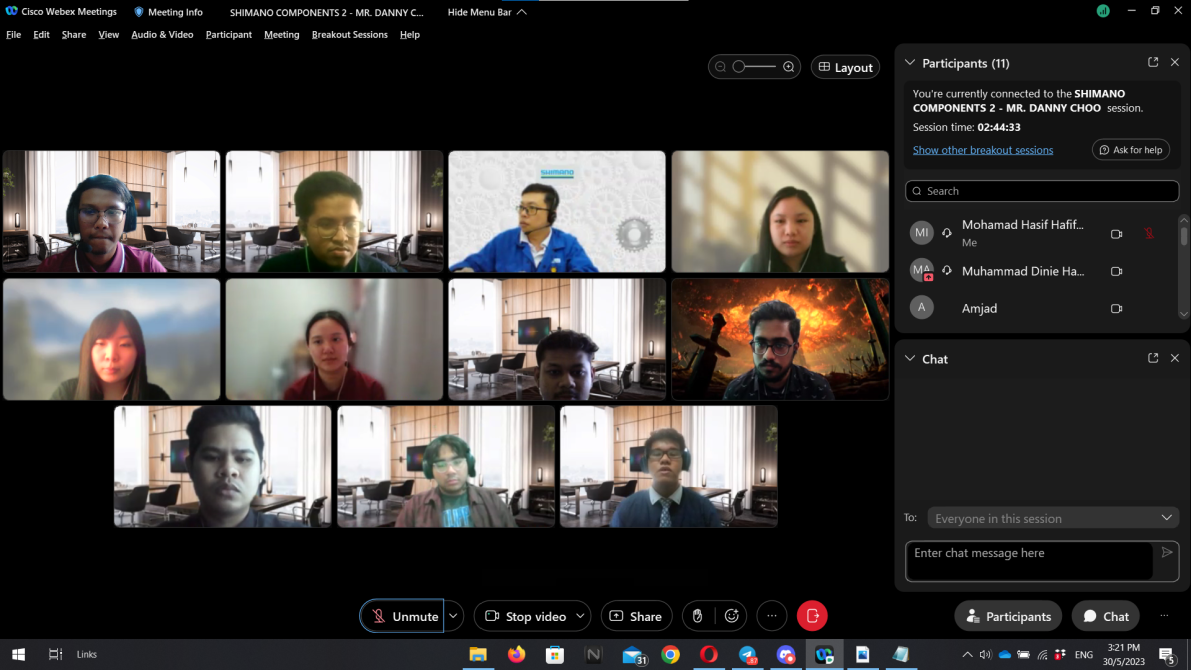 Cisco Webex Meetings
Meeting Info
SHIMANO COMPONENTS 2 - MR. DANNY C...
Hide Menu Bar
File Edit Share View Audio & Video Participant Meeting Breakout Sessions Help
Layout
SHIMANO
Participants (11)
You're currently connected to the SHIMANO
COMPONENTS 2 - MR. DANNY CHOO session.
Session time: 02:44:33
Show other breakout sessions
Ask for help
Search
MI
Mohamad Hasif Hafif...
Me
MA
Muhammad Dinie Ha...
A
Amjad
Chat
To:
Everyone in this session
Enter chat message here
Unmute
Stop video
Share
Participants
Chat
Links
31
ENG
3:21 PM
30/5/2023
5